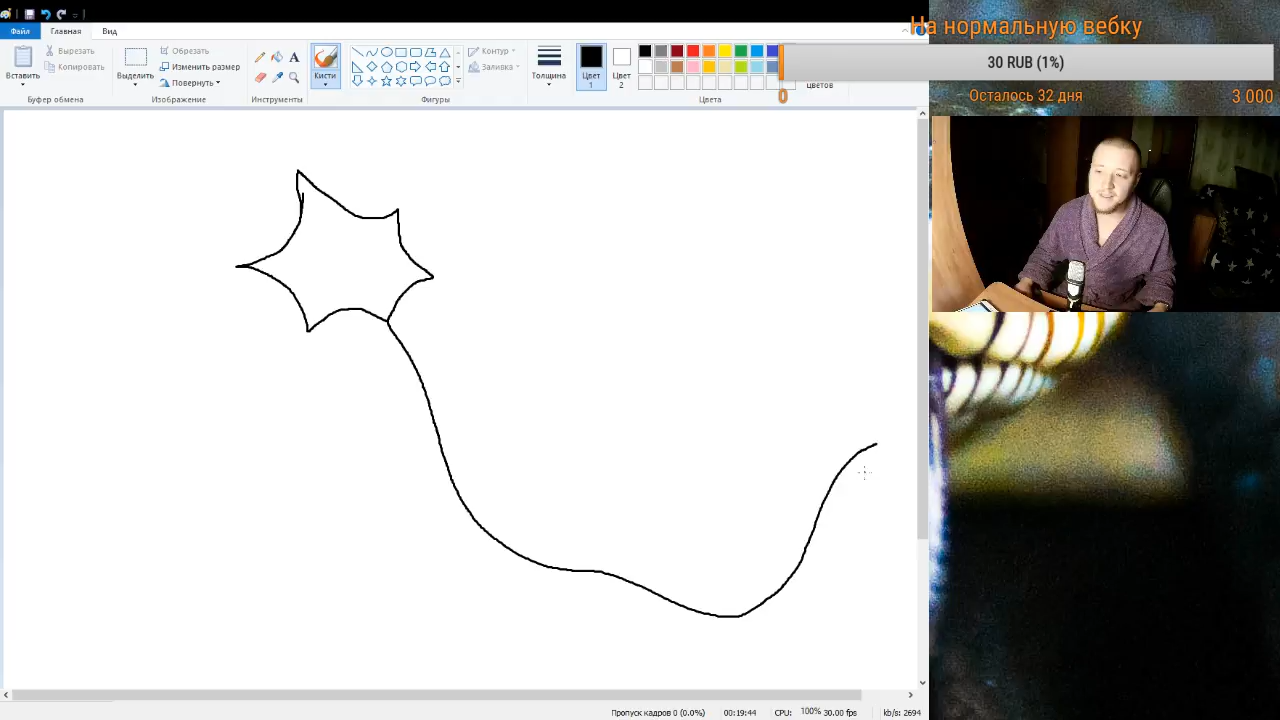 Файл
Главная
Вид
Вставить
Вырезать
Копировать
Буфер обмена
Выделить
Обрезать
Изменить размер
Повернуть
Изображение
A
Инструменты
Кисти
Фигуры
Контур
Заливка
Толщина
Цвет
1
Цвет
2
Цвета
цветов
На нормальную вебку
30 RUB (1%)
0
Осталось 32 дня
3 000
Пропуск кадров 0 (0.0%)
00:19:44
CPU:
100%
30.00 fps
kb/s: 2694